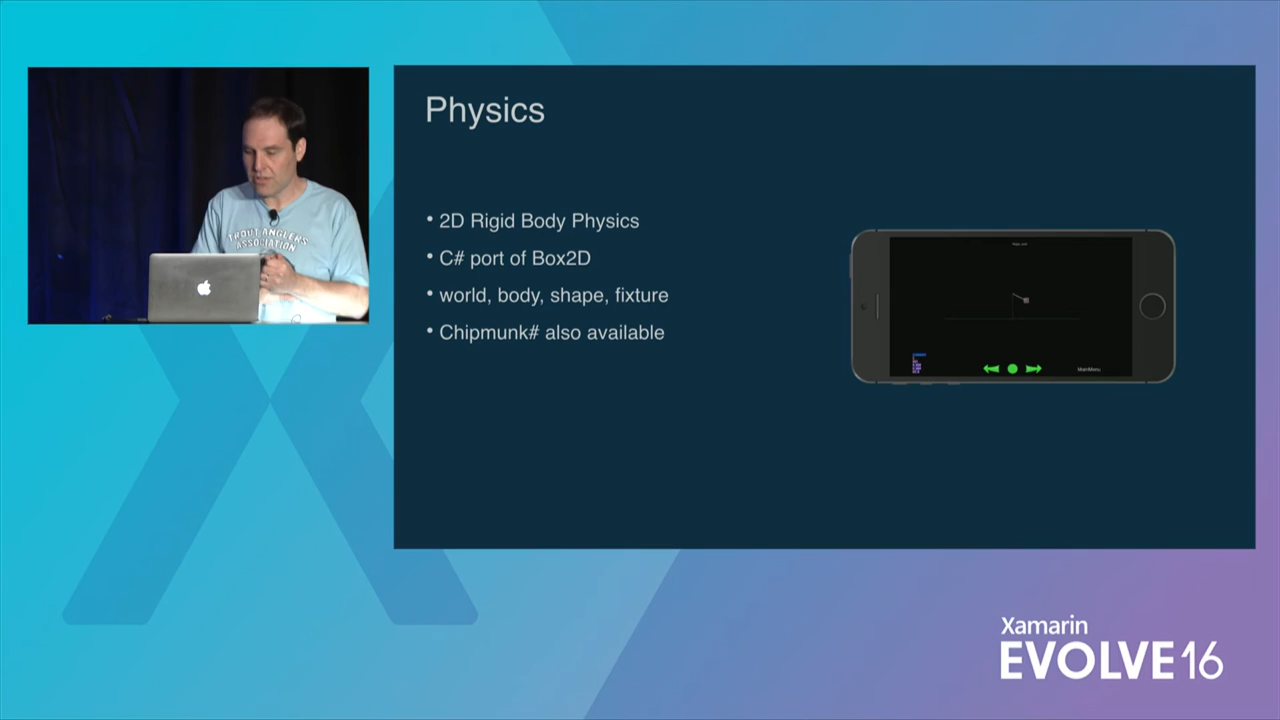 TROUT ANGLERS
ASSOCIATION
Physics
• 2D Rigid Body Physics
• C# port of Box2D
• world, body, shape, fixture
• Chipmunk# also available
MainMenu
Xamarin
EVOLVE16